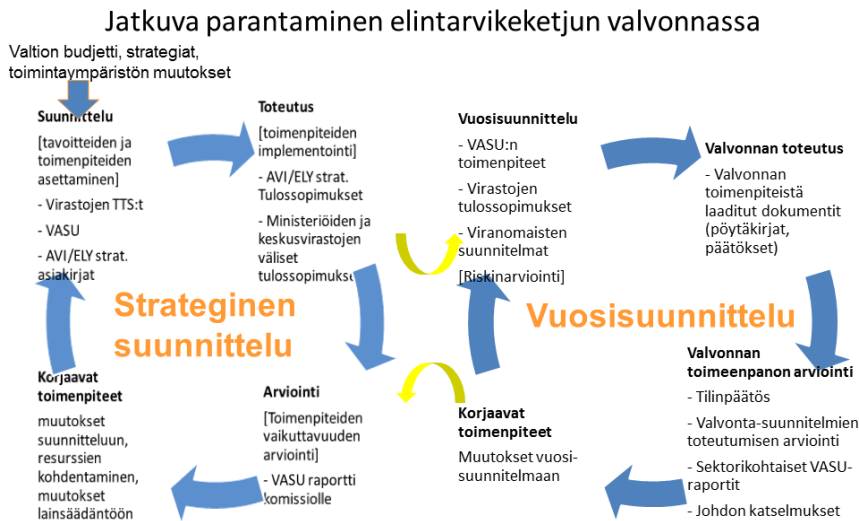 Jatkuva parantaminen elintarvikeketjun valvonnassa
Valtion budjetti, strategiat,
toimintaympäristön muutokset
Suunnittelu
[tavoitteiden ja
toimenpiteiden
asettaminen]
- Virastojen TTS:t
- VASU
- AVI/ELY strat.
asiakirjat
Toteutus
[toimenpiteiden
implementointi]
- AVI/ELY strat.
Tulossopimukset
- Ministeriöiden ja
keskusvirastojen
väliset
tulossopimukset
Strateginen
suunnittelu
Korjaavat
toimenpiteet
muutokset
suunnitteluun,
resurssien
kohdentaminen,
muutokset
lainsäädäntöön
Arviointi
[Toimenpiteiden
vaikuttavuuden
arviointi]
- VASU raportti
komissiolle
Vuosisuunnittelu
- VASU:n
toimenpiteet
- Virastojen
tulossopimukset
- Viranomaisten
suunnitelmat
[Riskinarviointi]
Valvonnan toteutus
- Valvonnan
toimenpiteistä
laaditut dokumentit
(pöytäkirjat,
päätökset)
Vuosisuunnittelu
Korjaavat
toimenpiteet
Muutokset vuosi-
suunnitelmaan
Valvonnan
toimeenpanon arviointi
- Tilinpäätös
- Valvonta-suunnitelmien
toteutumisen arviointi
- Sektorikohtaiset VASU-
raportit
- Johdon katselmukset